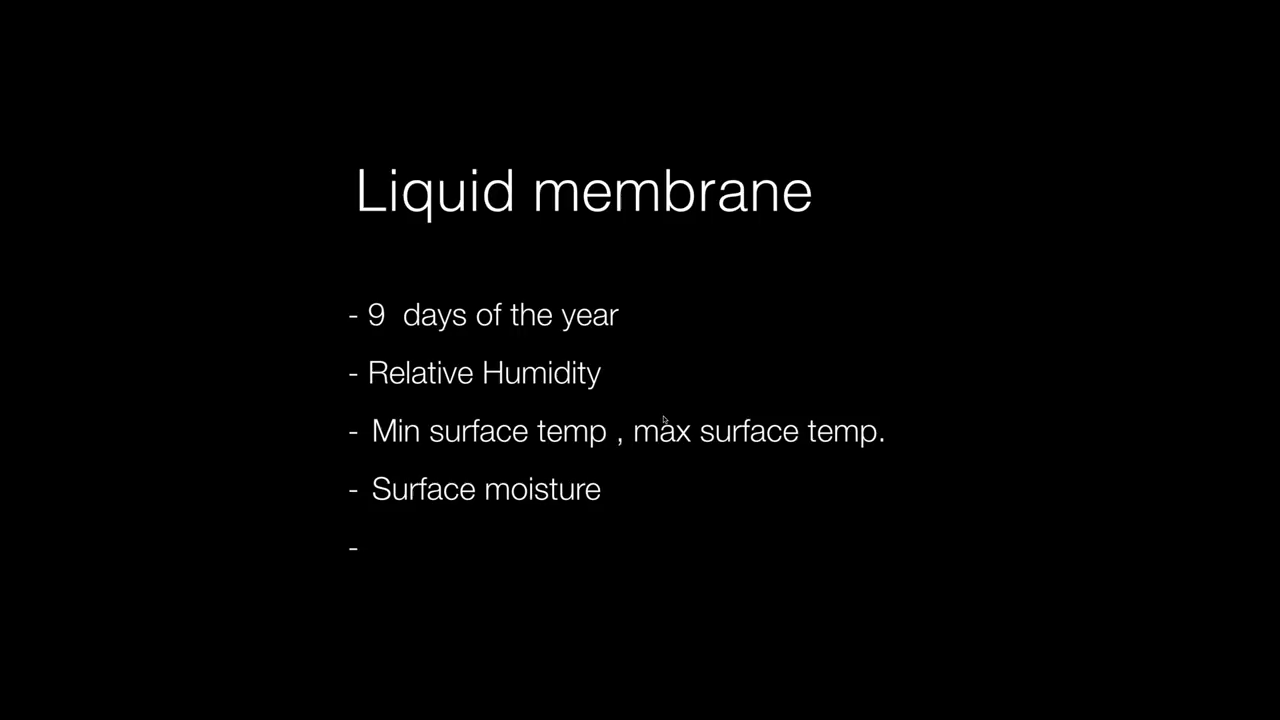 Liquid membrane
- 9  days of the year
- Relative Humidity
- Min surface temp , max surface temp.
- Surface moisture
-